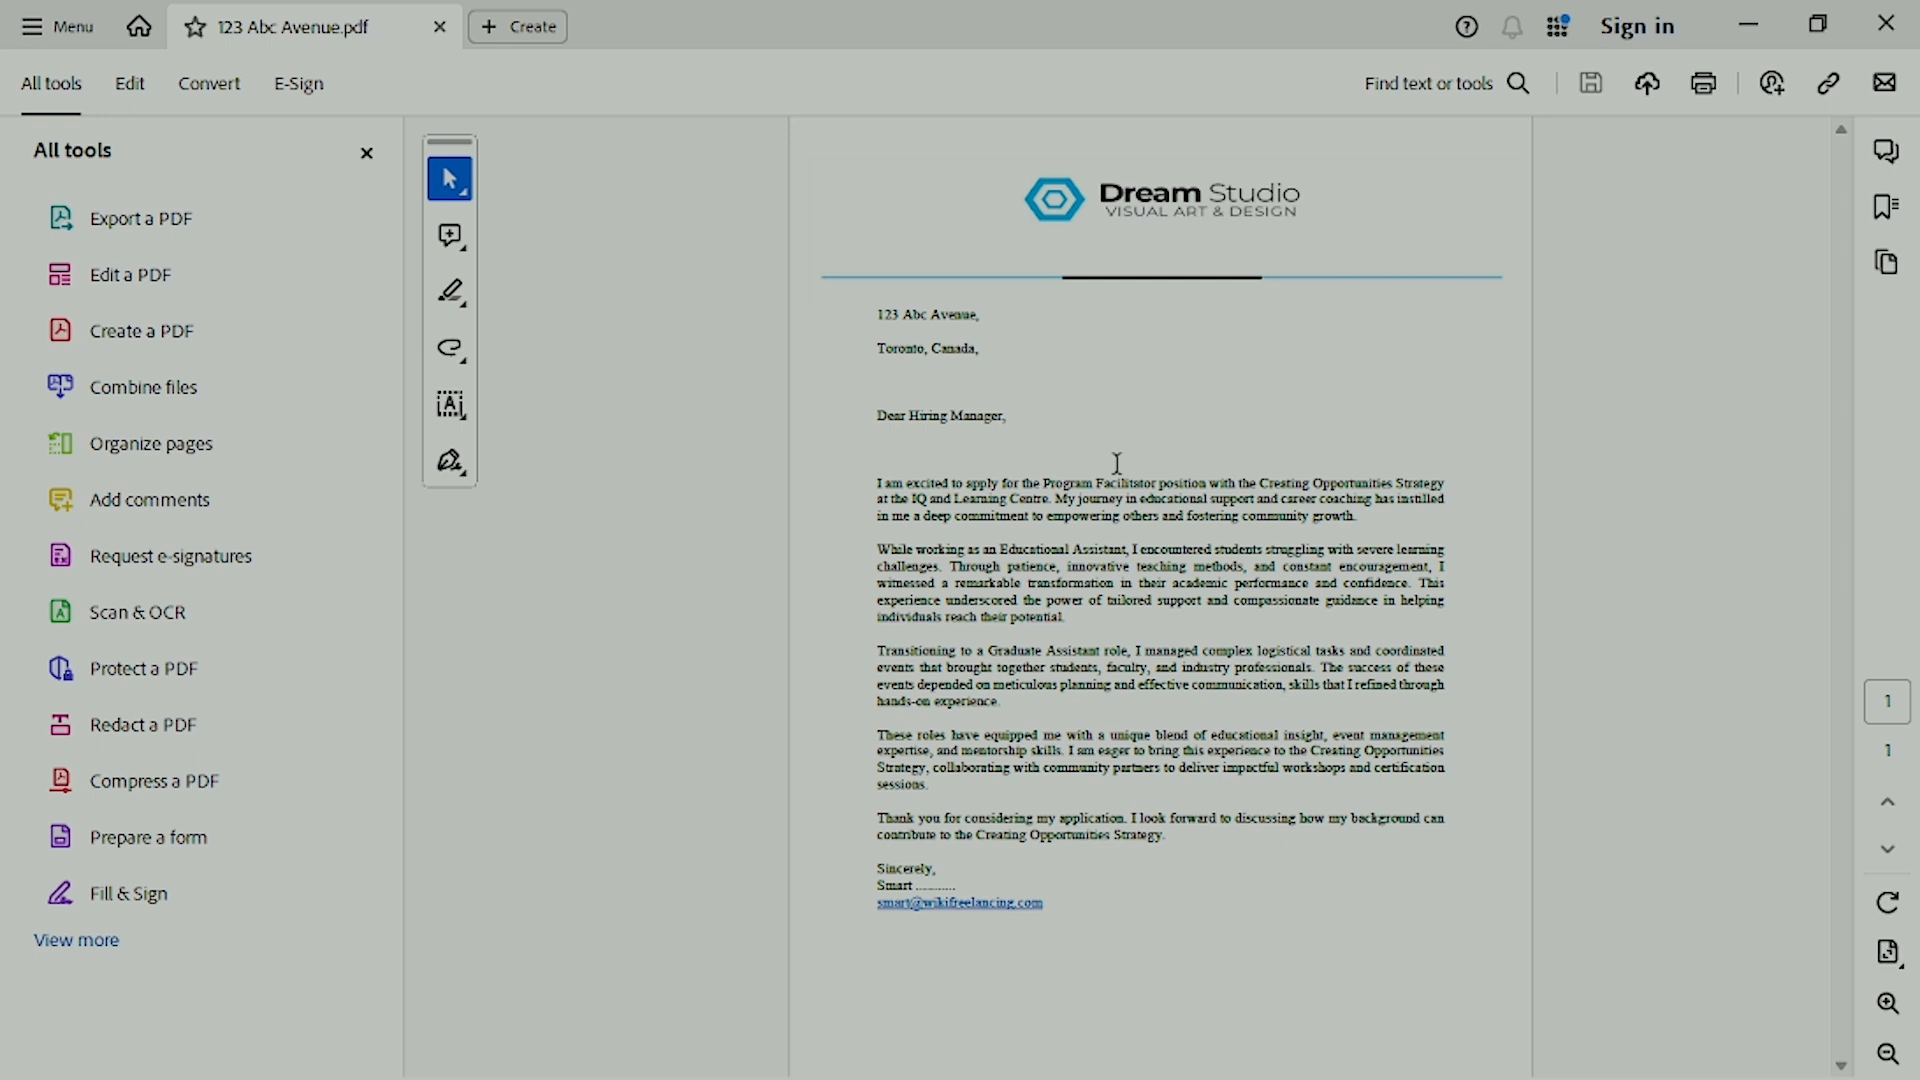 Menu
123 Abc Avenue.pdf
Create
Sign in
All tools
Edit
Convert
E-Sign
Find text or tools
All tools
Export a PDF
Edit a PDF
Create a PDF
Combine files
Organize pages
Add comments
Request e-signatures
Scan & OCR
Protect a PDF
Redact a PDF
Compress a PDF
Prepare a form
Fill & Sign
View more
Dream Studio
VISUAL ART & DESIGN
123 Abc Avenue,
Toronto, Canada,
Dear Hiring Manager,
I am excited to apply for the Program Facilitator position with the Creating Opportunities Strategy
at the IQ and Learning Centre. My journey in educational support and career coaching has instilled
in me a deep commitment to empowering others and fostering community growth.
While working as an Educational Assistant, I encountered students struggling with severe learning
challenges. Through patience, innovative teaching methods, and constant encouragement, I
witnessed a remarkable transformation in their academic performance and confidence. This
experience underscored the power of tailored support and compassionate guidance in helping
individuals reach their potential.
Transitioning to a Graduate Assistant role, I managed complex logistical tasks and coordinated
events that brought together students, faculty, and industry professionals. The success of these
events depended on meticulous planning and effective communication, skills that I refined through
hands-on experience.
These roles have equipped me with a unique blend of educational insight, event management
expertise, and mentorship skills. I am eager to bring this experience to the Creating Opportunities
Strategy, collaborating with community partners to deliver impactful workshops and certification
sessions.
Thank you for considering my application. I look forward to discussing how my background can
contribute to the Creating Opportunities Strategy.
Sincerely,
Smart ............
smart@wikifreelancing.com
1
1